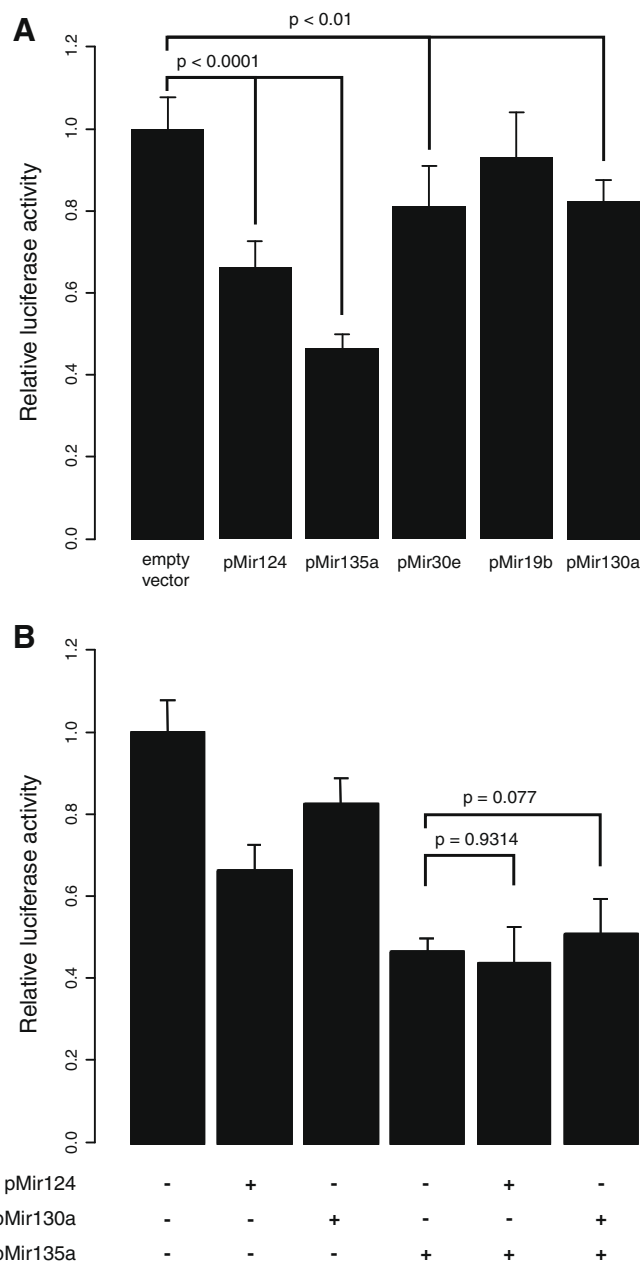 A
p < 0.01
p < 0.0001
Relative luciferase activity
1.2
1.0
0.8
0.6
0.4
0.2
0.0
empty vector
pMir124
pMir135a
pMir30e
pMir19b
pMir130a
B
Relative luciferase activity
1.2
1.0
0.8
0.6
0.4
0.2
0.0
p = 0.077
p = 0.9314
pMir124 - + - - + -
pMir130a - - + - - +
pMir135a - - - + + +